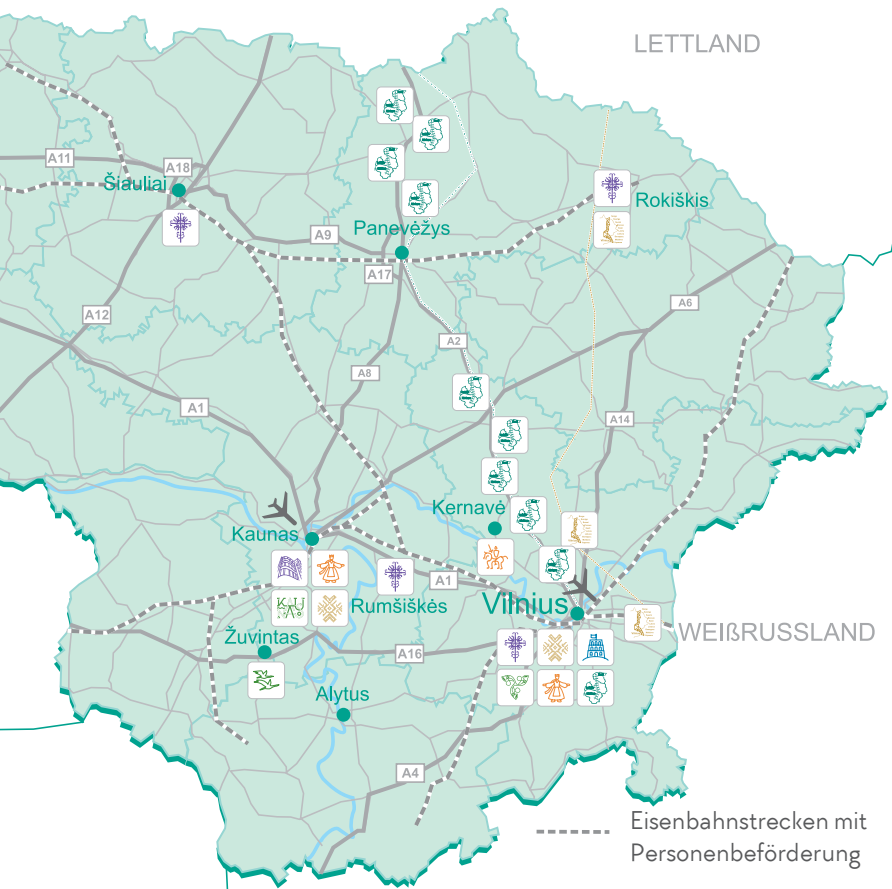 LETTLAND
A11
A18
Šiauliai
Rokiškis
Panevėžys
A9
A17
A6
A12
A2
A8
A1
A14
Kernavė
Kaunas
A1
Rumšiškės
Vilnius
WEIßRUSSLAND
KAU
Žuvintas
A16
Alytus
A4
Eisenbahnstrecken mit
Personenbeförderung